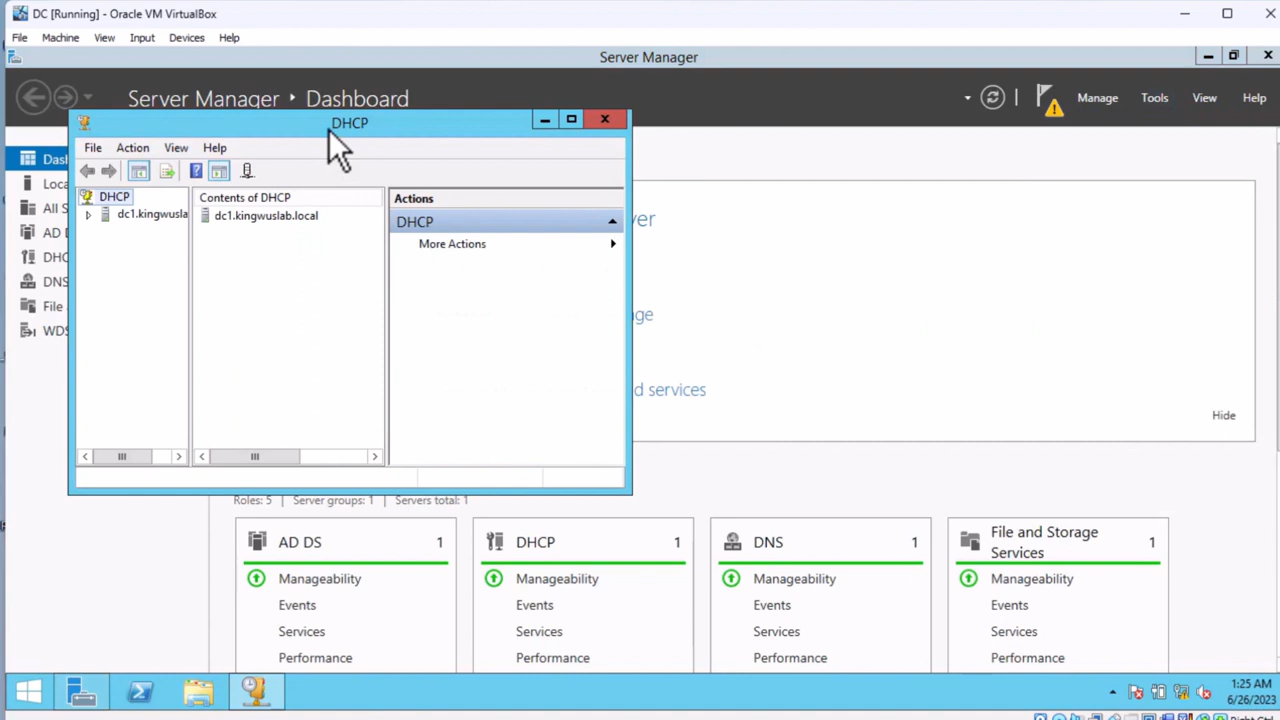 DC [Running] - Oracle VM VirtualBox
File Machine View Input Devices Help
Server Manager
Server Manager • Dashboard
Manage Tools View Help
DHCP
File Action View Help
DHCP
dc1.kingwusla
Contents of DHCP
dc1.kingwuslab.local
Actions
DHCP
More Actions
Das
Loca
All S
AD D
DHC
DNS
File
WDS
ver
ge
d services
Hide
Roles: 5 | Server groups: 1 | Servers total: 1
AD DS 1
Manageability
Events
Services
Performance
DHCP 1
Manageability
Events
Services
Performance
DNS 1
Manageability
Events
Services
Performance
File and Storage
Services 1
Manageability
Events
Services
Performance
1:25 AM
6/26/2023
Right Ctrl